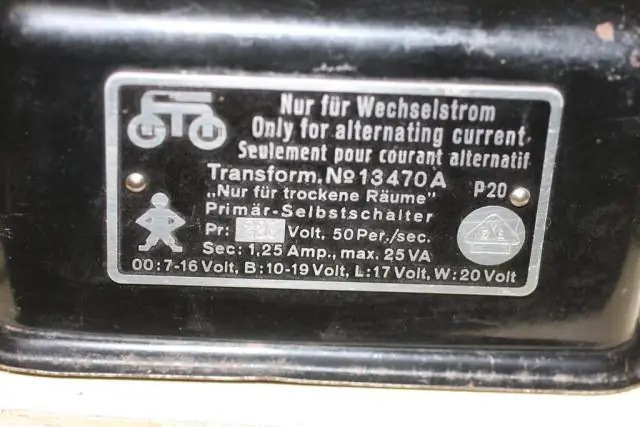 Nur für Wechselstrom
Only for alternating current
Seulement pour courant alternatif
Transform. No 13470 A P 20
„Nur für trockene Räume"
Primär-Selbstschalter
Pr: Volt, 50 Per./sec.
Sec: 1,25 Amp., max. 25 VA
00:7-16 Volt, B:10-19 Volt, L:17 Volt, W:20 Volt